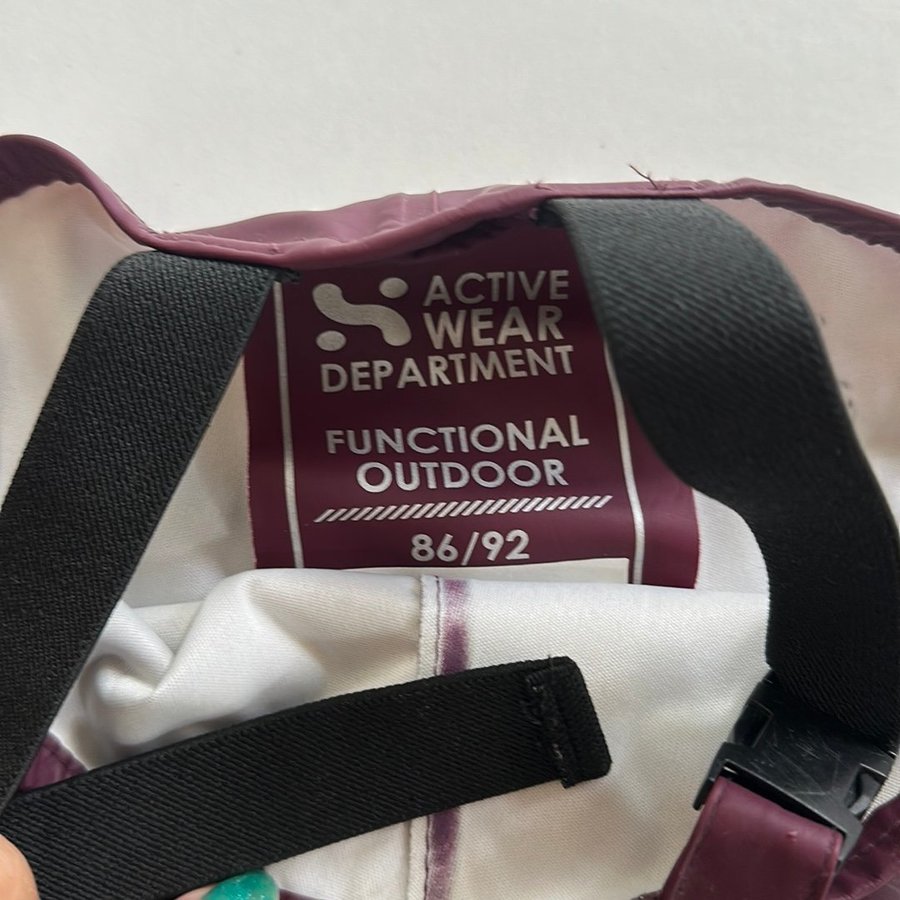 ACTIVE
WEAR
DEPARTMENT
FUNCTIONAL
OUTDOOR
86/92